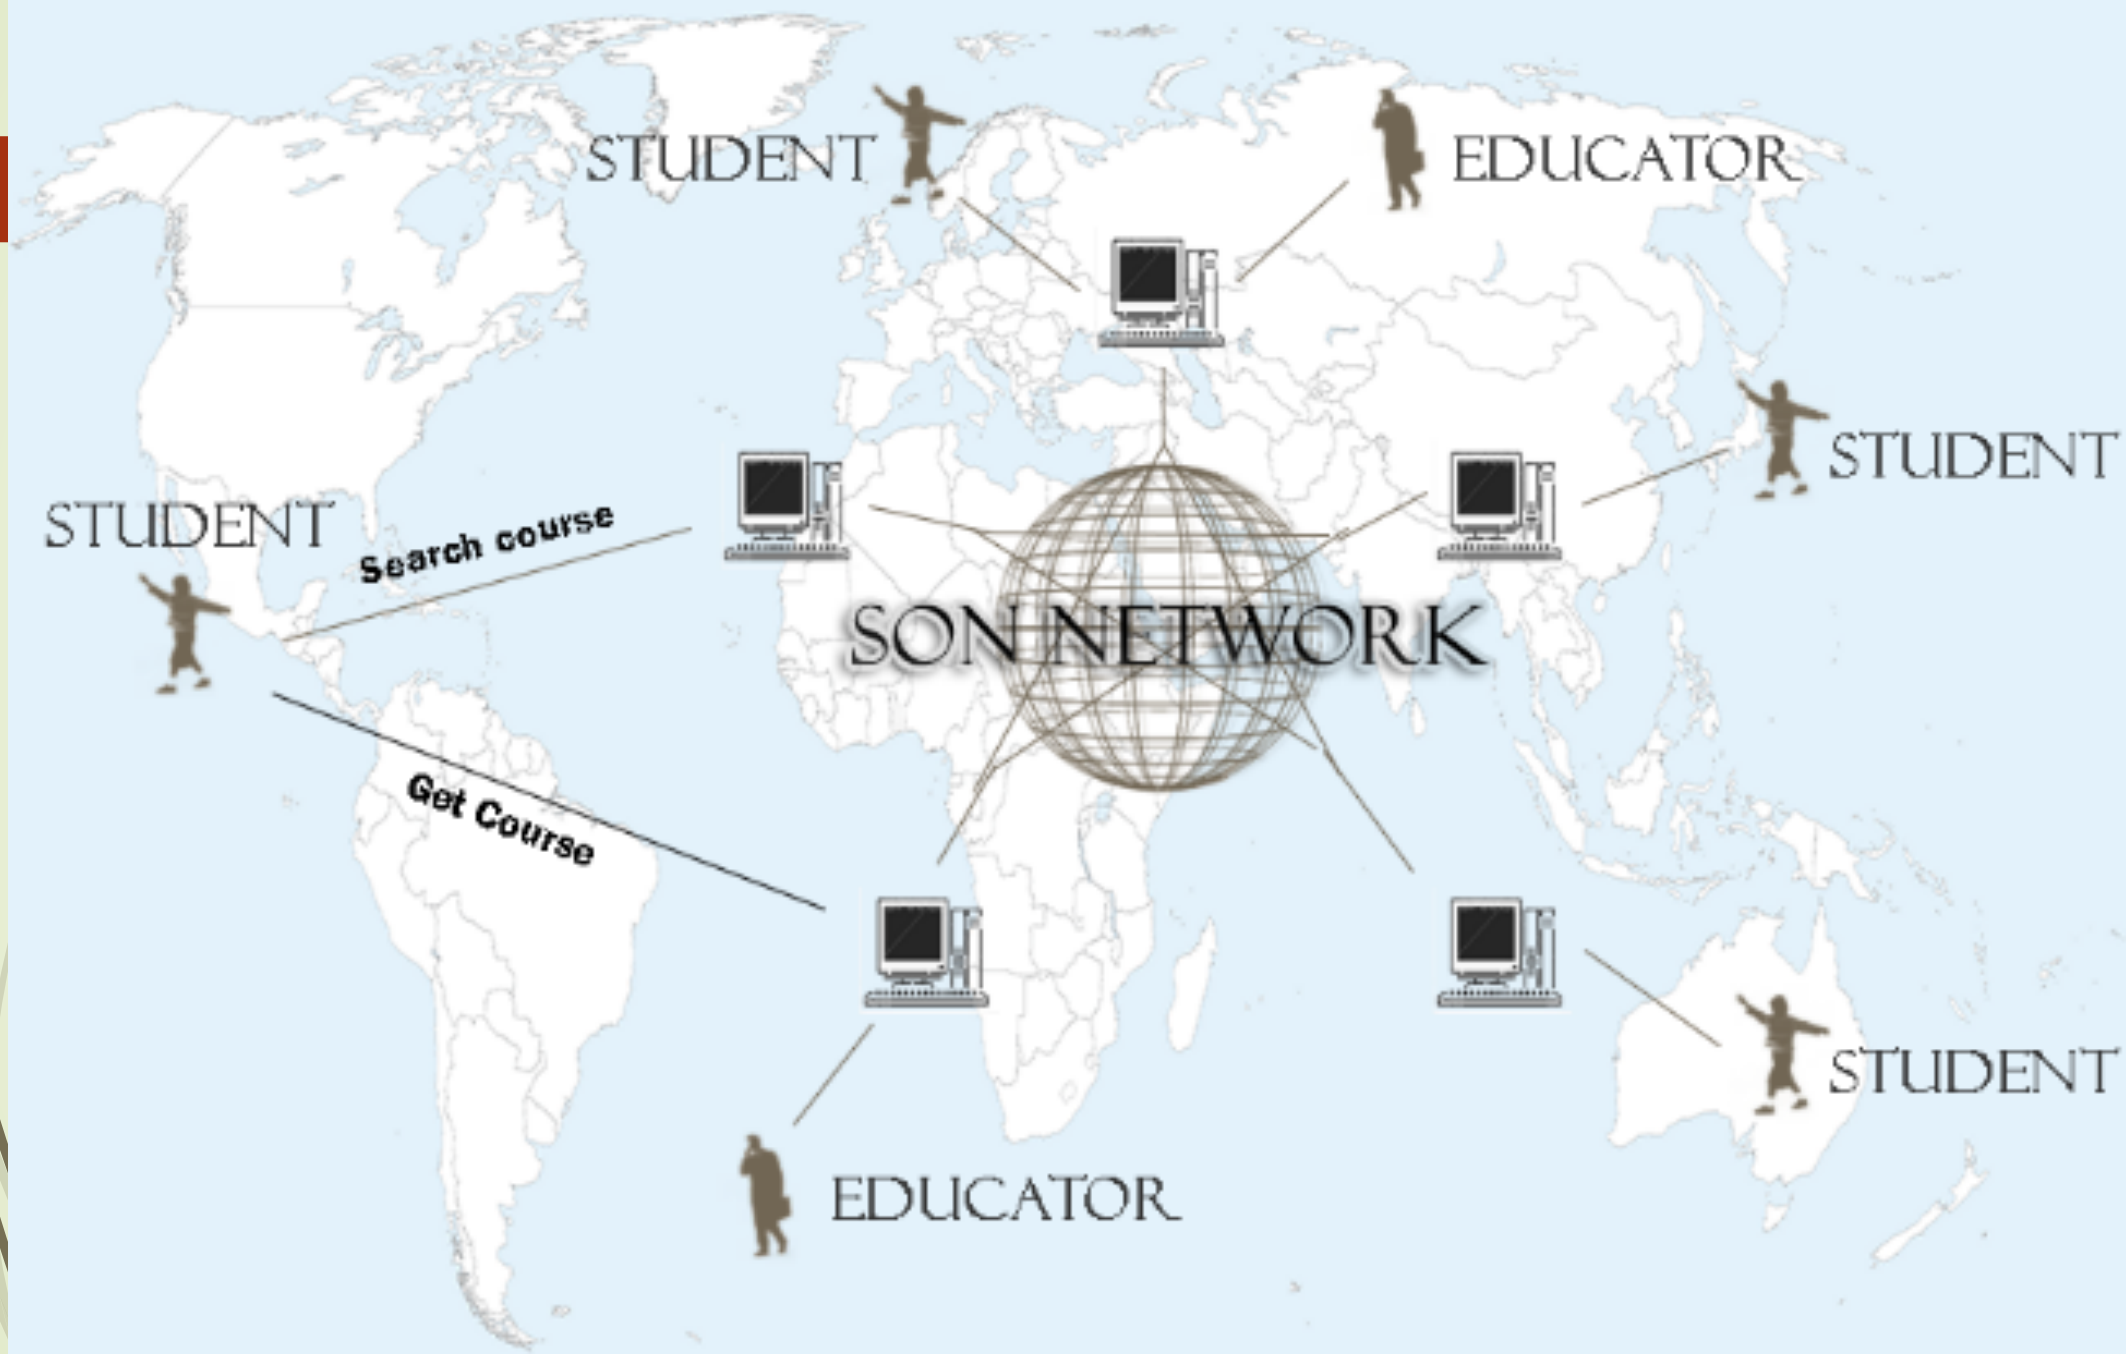 STUDENT
EDUCATOR
STUDENT
STUDENT
Search course
SON NETWORK
Get Course
STUDENT
EDUCATOR